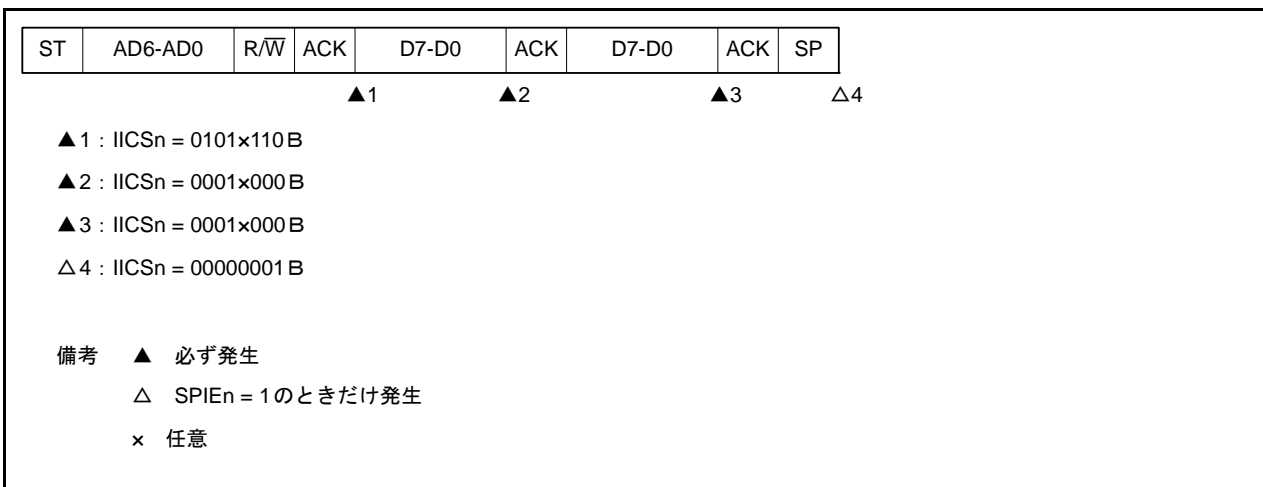 ST AD6-AD0 R/W̅ ACK D7-D0 ACK D7-D0 ACK SP
▲1 ▲2 ▲3 △4
▲1：IICSn = 0101×110B
▲2：IICSn = 0001×000B
▲3：IICSn = 0001×000B
△4：IICSn = 00000001B
備考 ▲ 必ず発生
△ SPIEn = 1のときだけ発生
× 任意